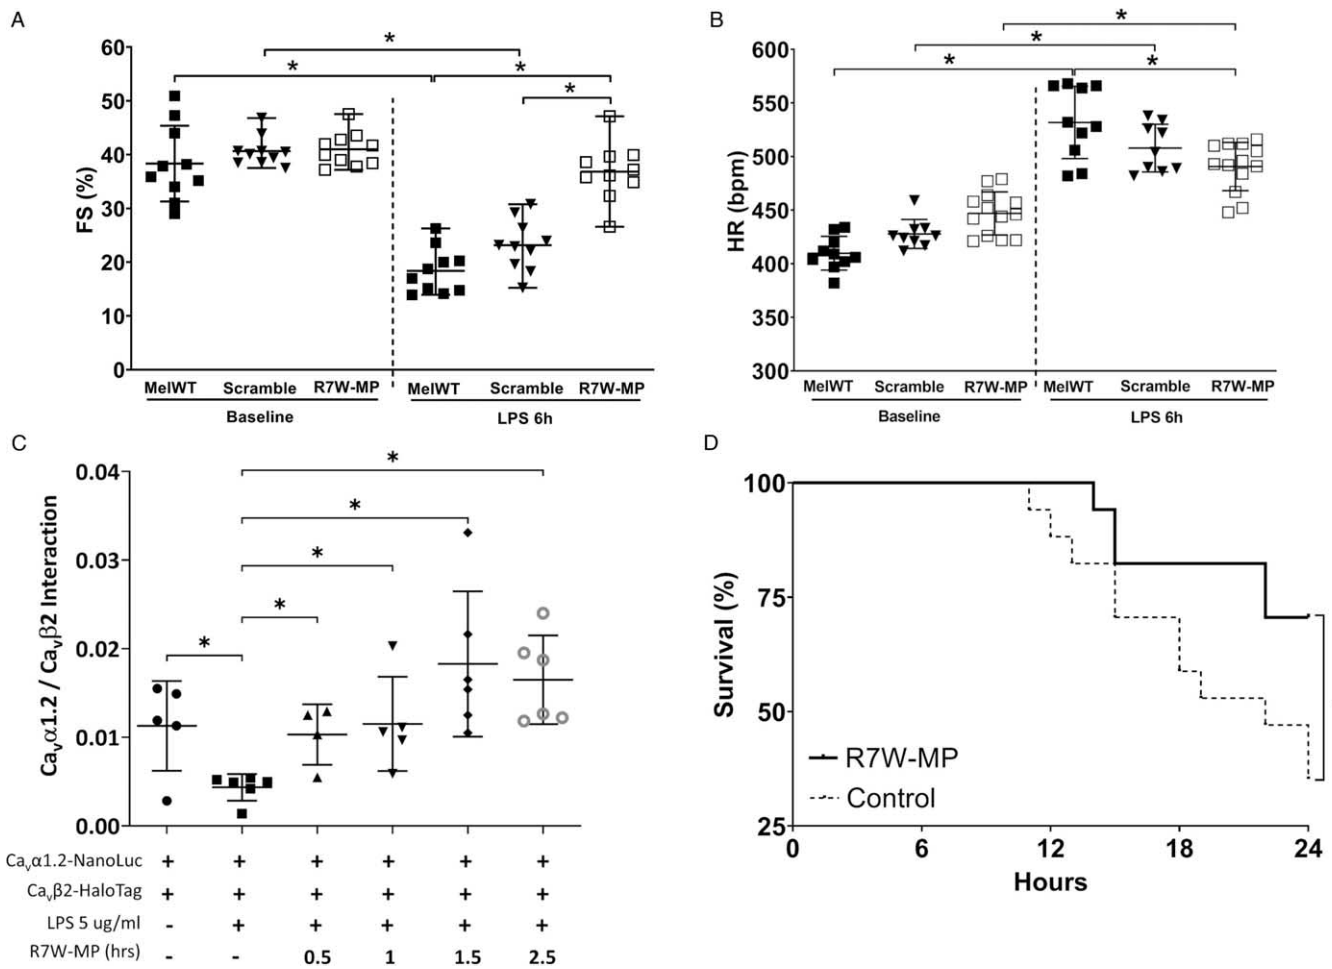 A
FS (%)
60
50
40
30
20
10
0
* * * *
MelWT Scramble R7W-MP MelWT Scramble R7W-MP
Baseline LPS 6h
B
HR (bpm)
600
550
500
450
400
350
300
* * * *
MelWT Scramble R7W-MP MelWT Scramble R7W-MP
Baseline LPS 6h
C
Cavα1.2 / Cavβ2 Interaction
0.04
0.03
0.02
0.01
0.00
* * * * *
Cavα1.2-NanoLuc + + + + + +
Cavβ2-HaloTag + + + + + +
LPS 5 ug/ml - + + + + +
R7W-MP (hrs) - - 0.5 1 1.5 2.5
D
Survival (%)
100
75
50
25
R7W-MP
Control
0 6 12 18 24
Hours